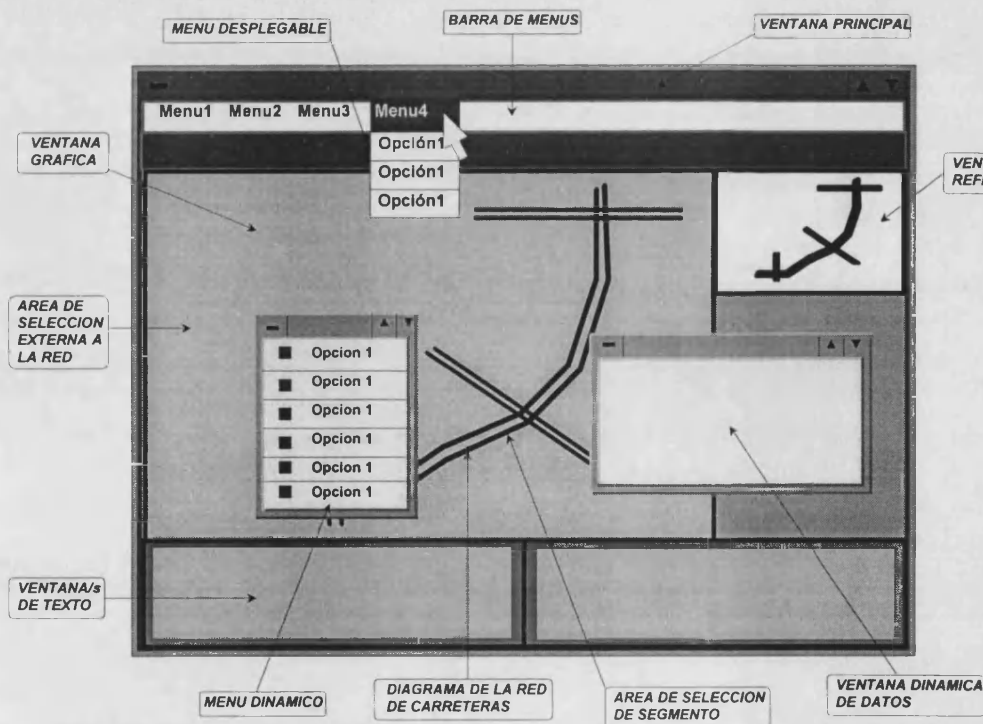 MENU DESPLEGABLE
BARRA DE MENUS
VENTANA PRINCIPAL
Menu1 Menu2 Menu3 Menu4
Opción1
Opción1
Opción1
VENTANA
GRAFICA
VEN
REF
AREA DE
SELECCION
EXTERNA A
LA RED
Opcion 1
Opcion 1
Opcion 1
Opcion 1
Opcion 1
Opcion 1
VENTANA/s
DE TEXTO
MENU DINAMICO
DIAGRAMA DE LA RED
DE CARRETERAS
AREA DE SELECCION
DE SEGMENTO
VENTANA DINAMICA
DE DATOS